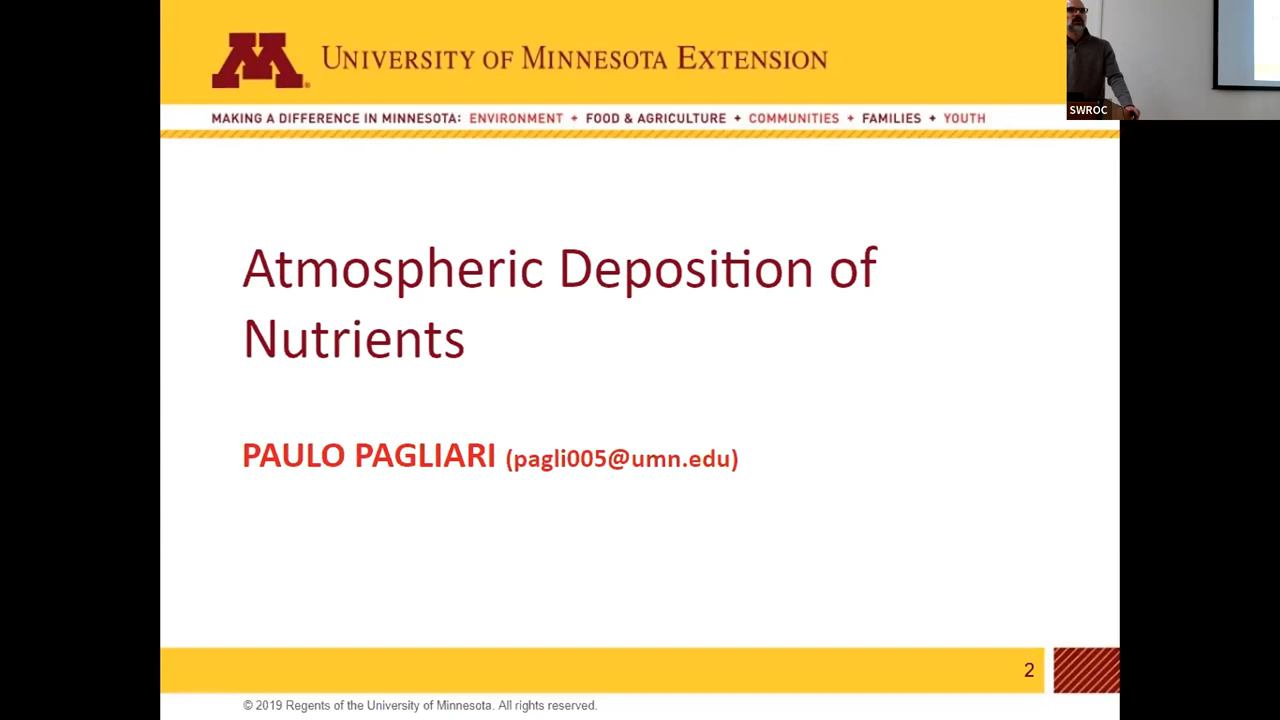 UNIVERSITY OF MINNESOTA EXTENSION
MAKING A DIFFERENCE IN MINNESOTA: ENVIRONMENT + FOOD & AGRICULTURE + COMMUNITIES + FAMILIES + YOUTH
SWROC
Atmospheric Deposition of
Nutrients
PAULO PAGLIARI (pagli005@umn.edu)
2
© 2019 Regents of the University of Minnesota. All rights reserved.